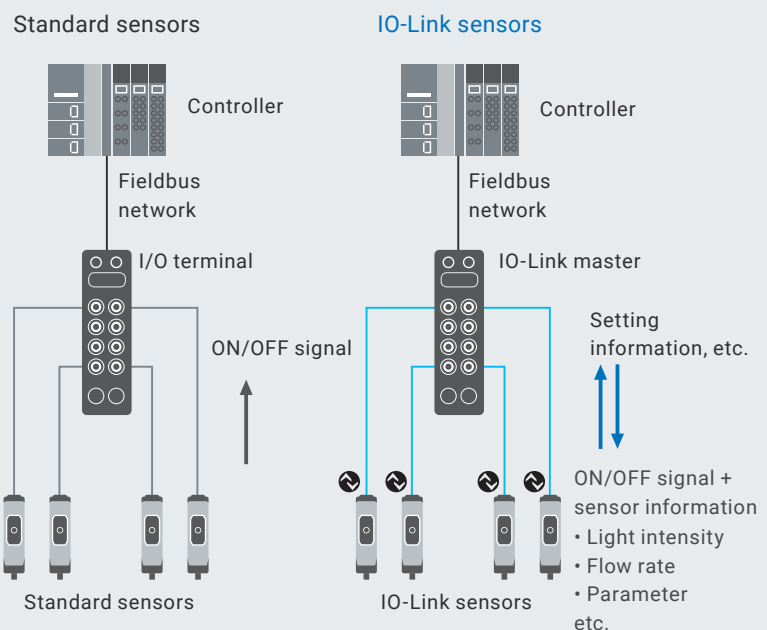 Standard sensors
Controller
Fieldbus
network
I/O terminal
ON/OFF signal
Standard sensors
IO-Link sensors
Controller
Fieldbus
network
IO-Link master
Setting
information, etc.
ON/OFF signal +
sensor information
• Light intensity
• Flow rate
• Parameter
etc.
IO-Link sensors